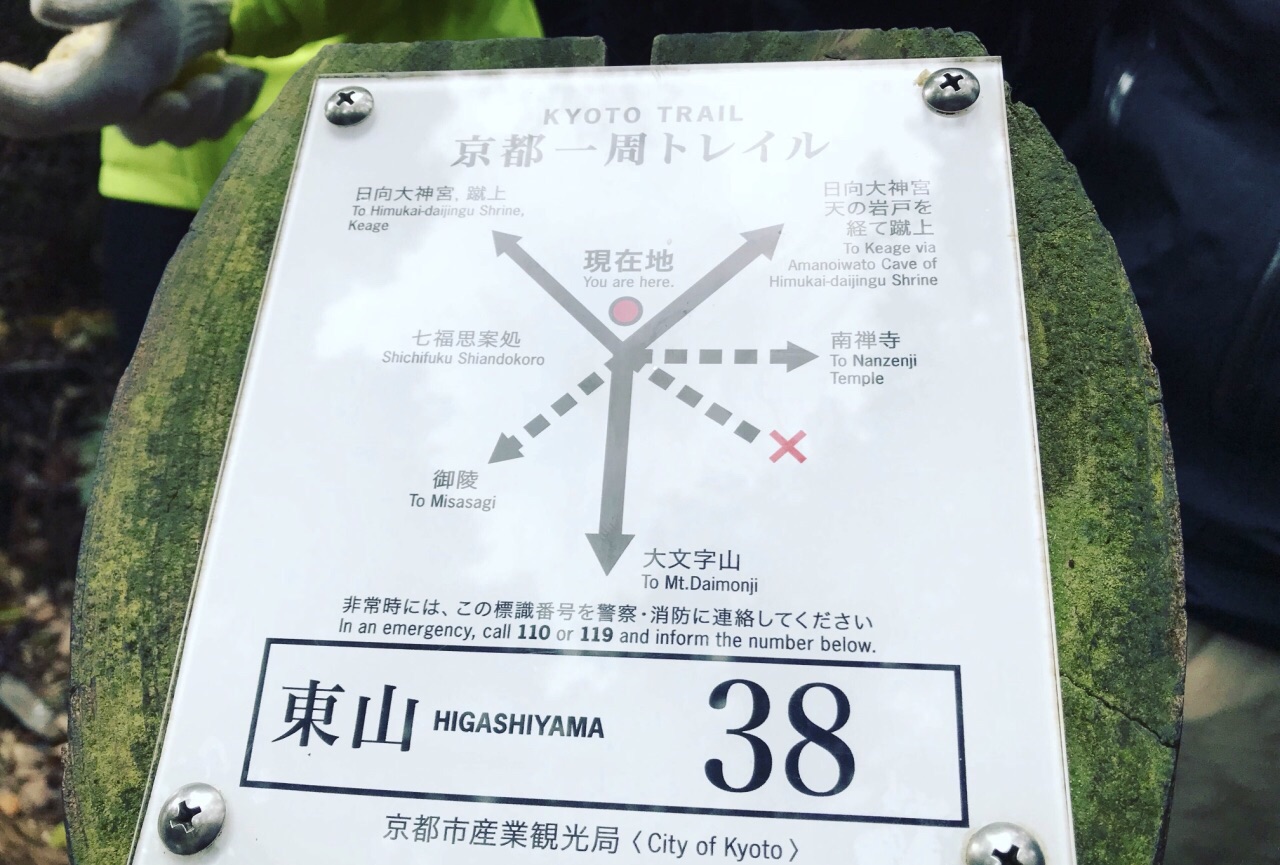 KYOTO TRAIL
京都一周トレイル
日向大神宮, 蹴上
To Himukai-daijingu Shrine,
Keage
日向大神宮
天の岩戸を
経て蹴上
To Keage via
Amanoiwato Cave of
Himukai-daijingu Shrine
現在地
You are here.
七福思案処
Shichifuku Shiandokoro
南禅寺
To Nanzenji
Temple
御陵
To Misasagi
大文字山
To Mt.Daimonji
非常時には、この標識番号を警察・消防に連絡してください
In an emergency, call 110 or 119 and inform the number below.
東山 HIGASHIYAMA 38
京都市産業観光局〈 City of Kyoto 〉